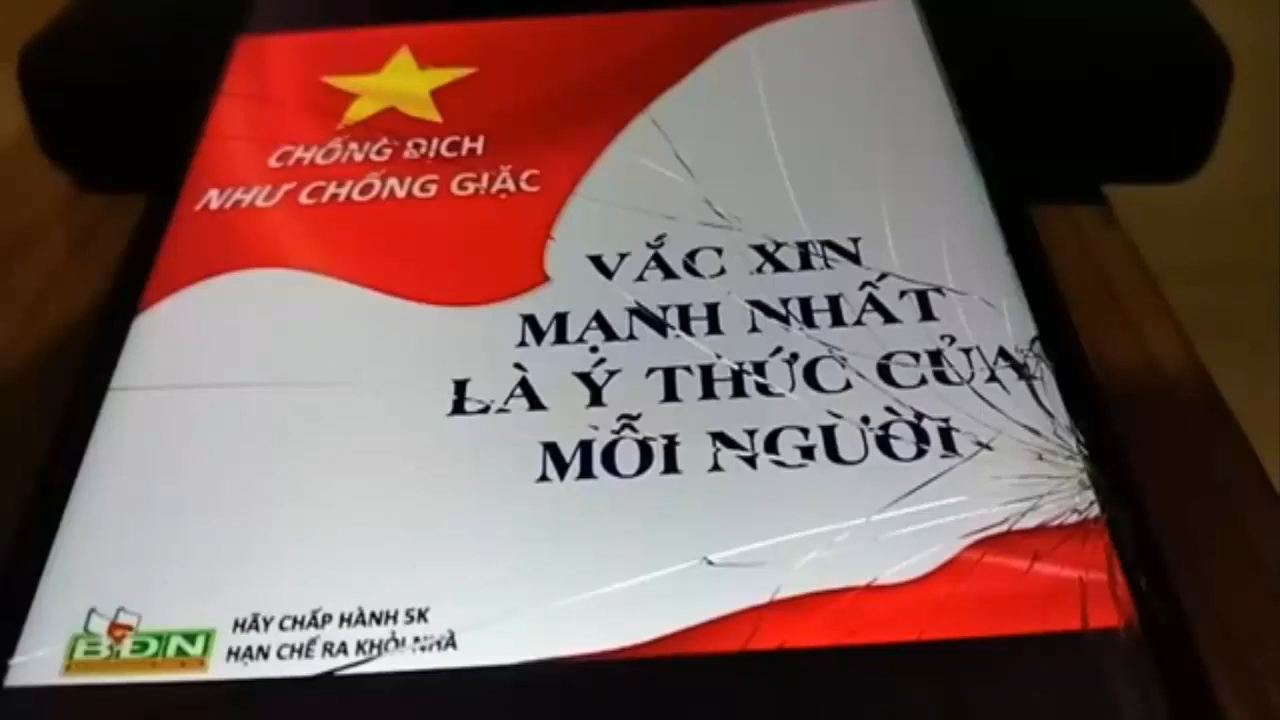 CHỐNG DỊCH
NHƯ CHỐNG GIẶC
VẮC XIN
MẠNH NHẤT
LÀ Ý THỨC CỦA
MỖI NGƯỜI
BĐN
HÃY CHẤP HÀNH 5K
HẠN CHẾ RA KHỎI NHÀ